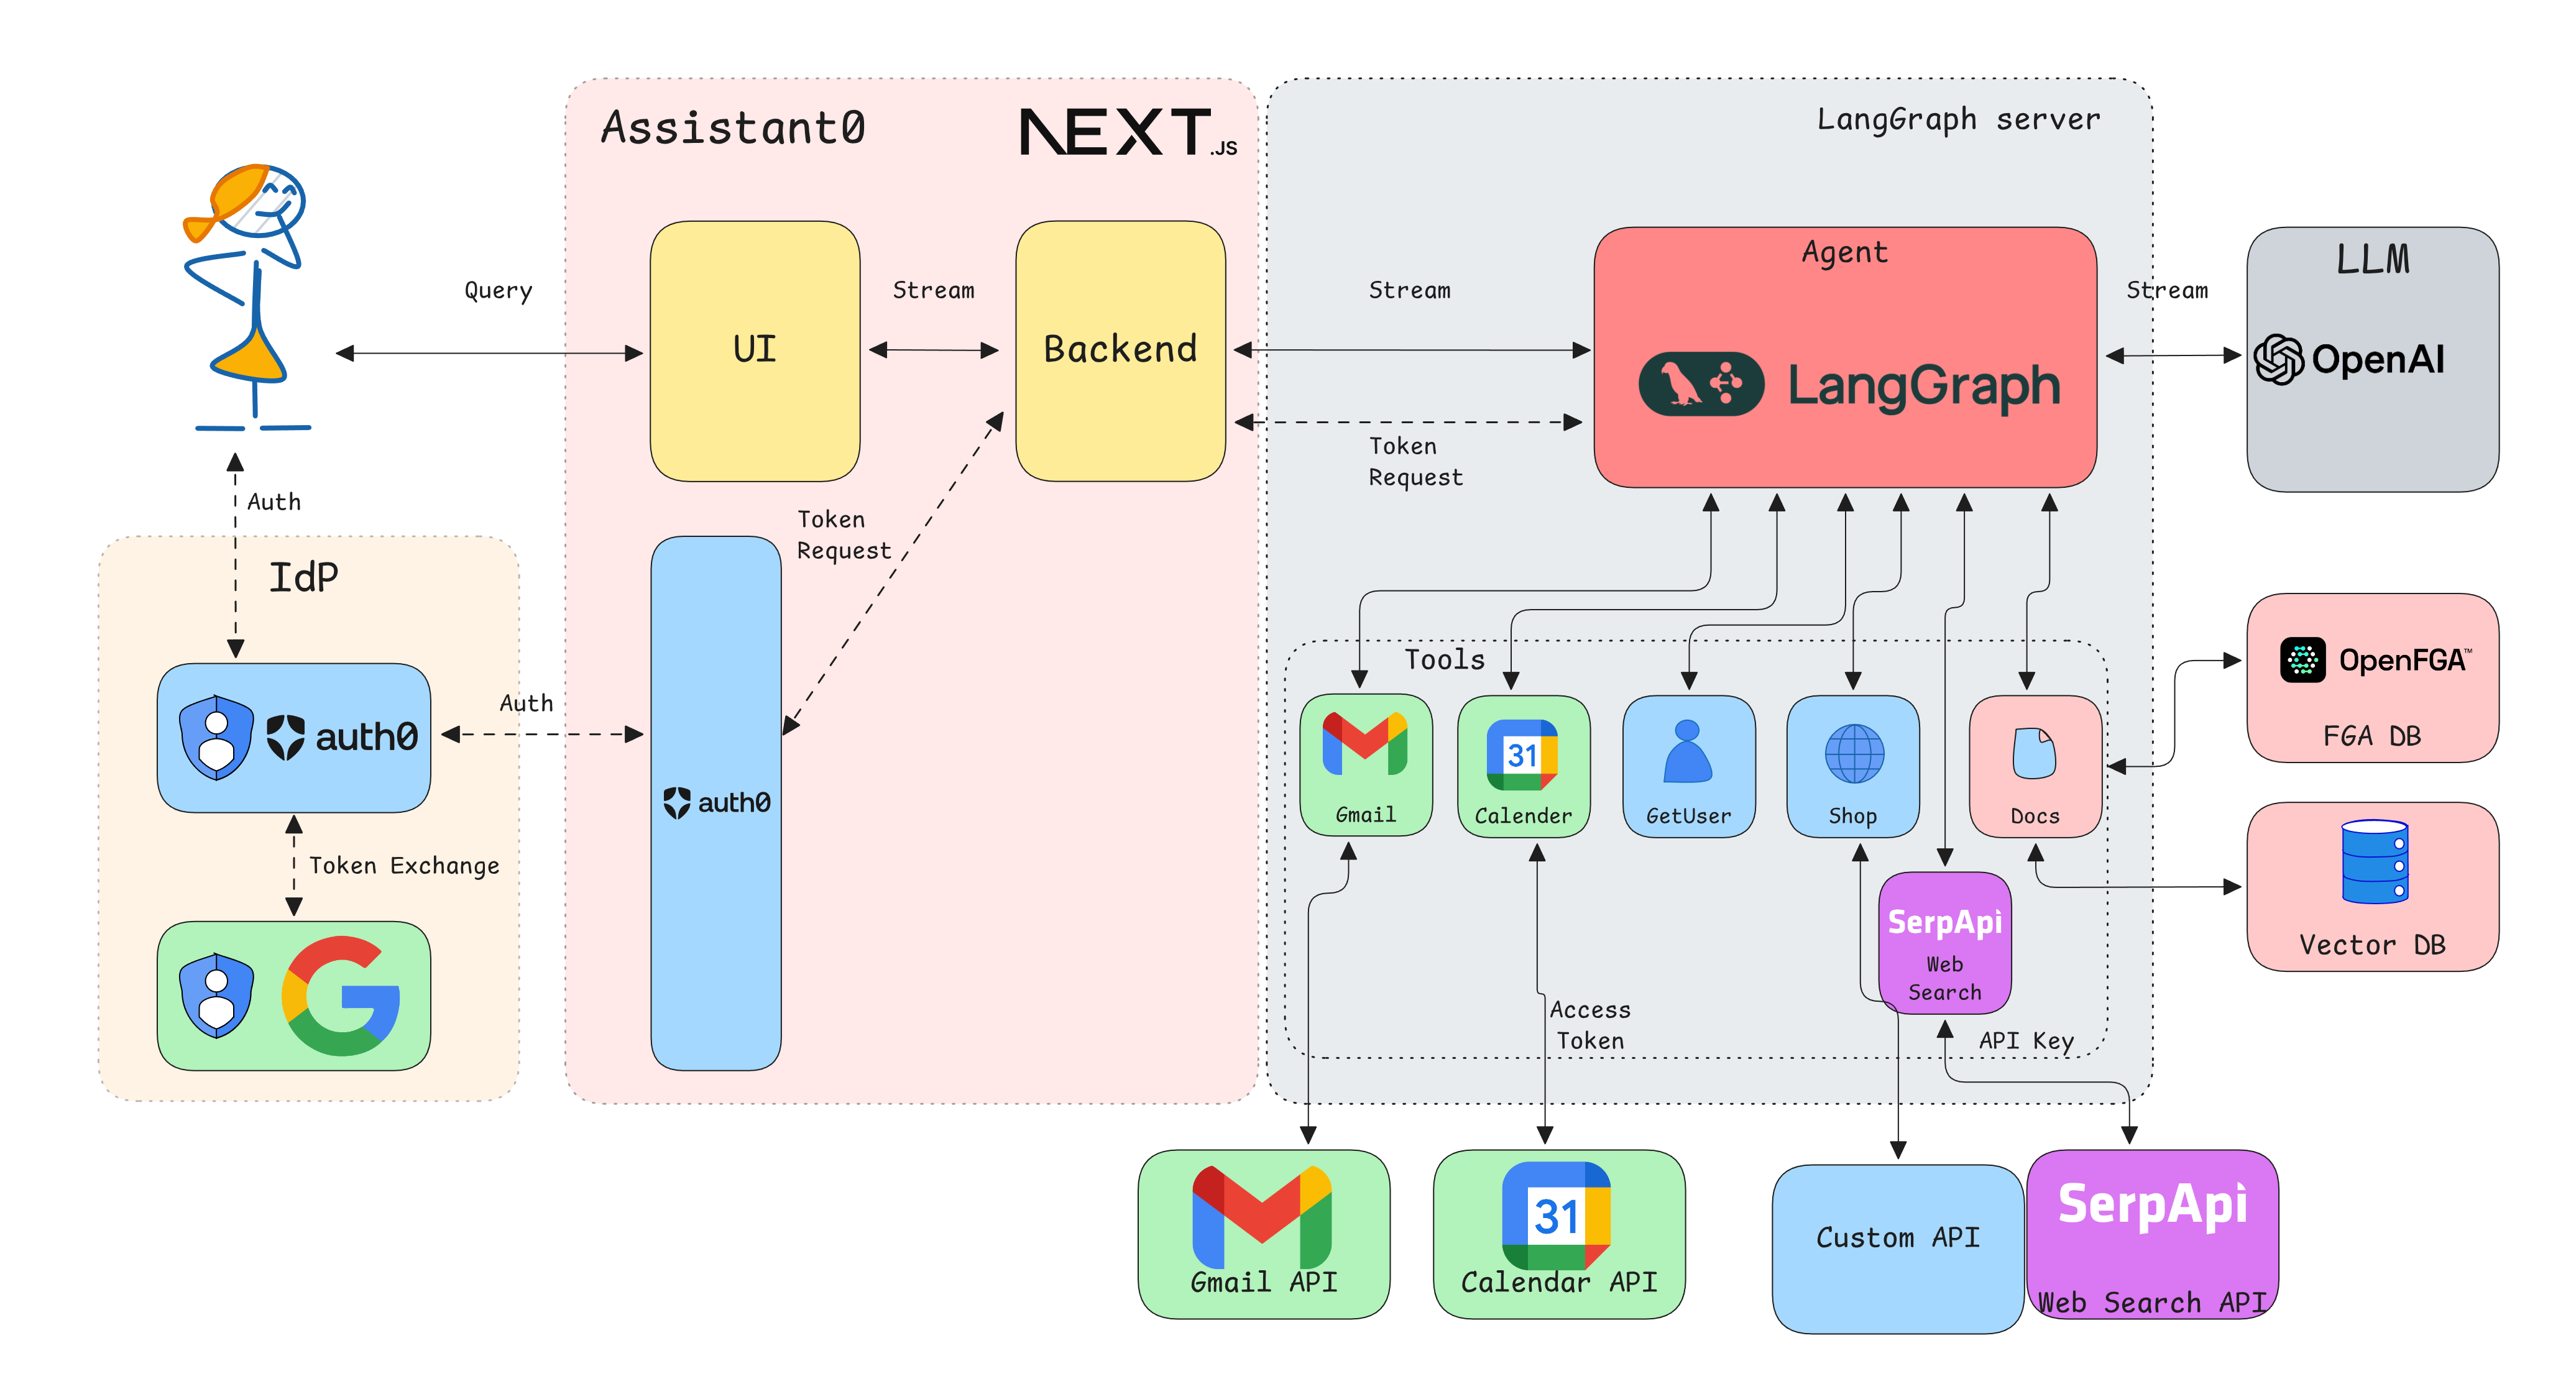 Assistant0
NEXT.JS
LangGraph server
Query
UI
Stream
Backend
Stream
Token
Request
Agent
LangGraph
Stream
LLM
OpenAI
Auth
IdP
auth0
Auth
Token Exchange
Token
Request
auth0
Tools
Gmail
31
Calender
GetUser
Shop
Docs
SerpApi
Web
Search
Access
Token
API Key
OpenFGA™
FGA DB
Vector DB
Gmail API
31
Calendar API
Custom API
SerpApi
Web Search API